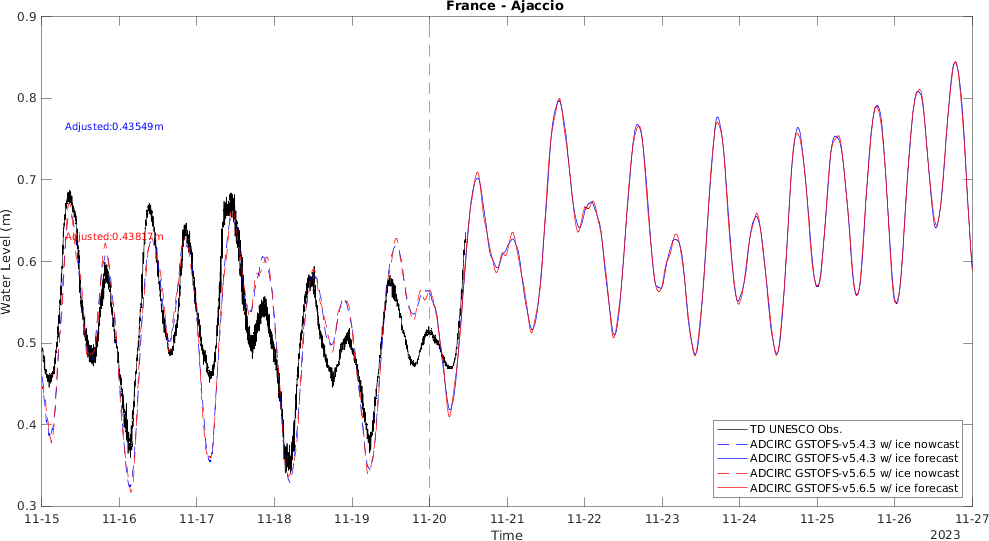 France - Ajaccio
0.9
0.8
0.7
0.6
0.5
0.4
0.3
Water Level (m)
Adjusted:0.43549m
Adjusted:0.43817m
TD UNESCO Obs.
ADCIRC GSTOFS-v5.4.3 w/ ice nowcast
ADCIRC GSTOFS-v5.4.3 w/ ice forecast
ADCIRC GSTOFS-v5.6.5 w/ ice nowcast
ADCIRC GSTOFS-v5.6.5 w/ ice forecast
11-15 11-16 11-17 11-18 11-19 11-20 11-21 11-22 11-23 11-24 11-25 11-26 11-27
Time
2023